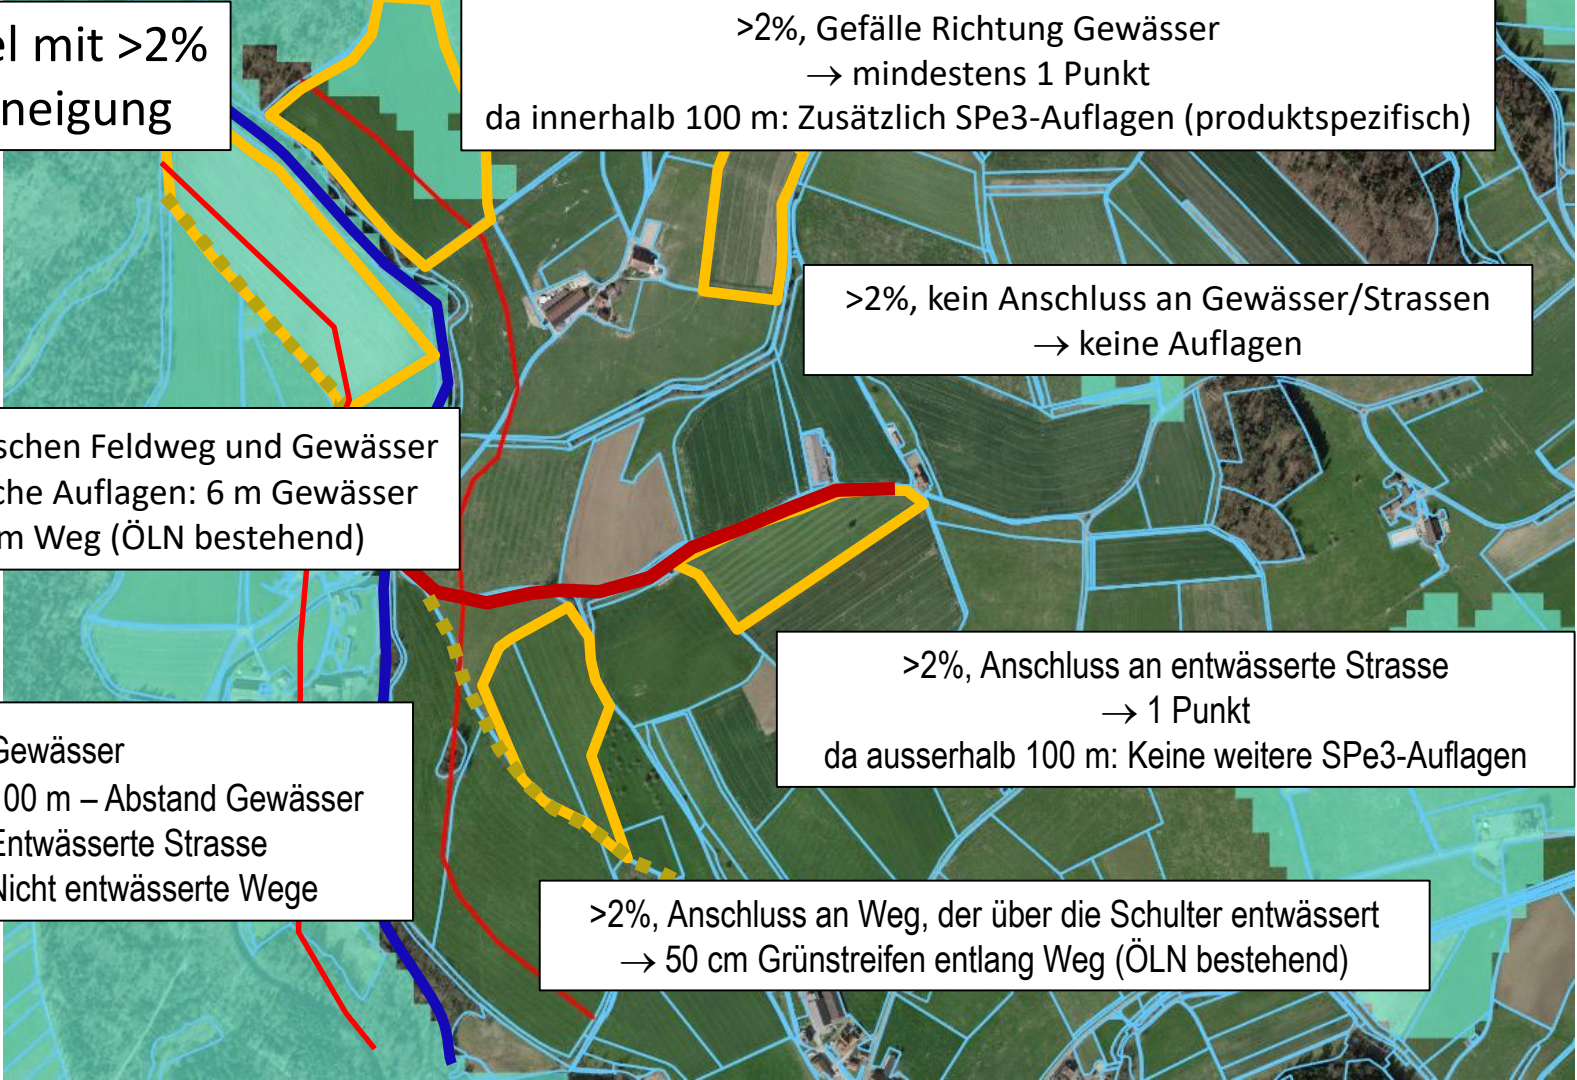 el mit >2%
neigung
>2%, Gefälle Richtung Gewässer
→ mindestens 1 Punkt
da innerhalb 100 m: Zusätzlich SPe3-Auflagen (produktspezifisch)
>2%, kein Anschluss an Gewässer/Strassen
→ keine Auflagen
schen Feldweg und Gewässer
che Auflagen: 6 m Gewässer
m Weg (ÖLN bestehend)
>2%, Anschluss an entwässerte Strasse
→ 1 Punkt
da ausserhalb 100 m: Keine weitere SPe3-Auflagen
Gewässer
00 m – Abstand Gewässer
Entwässerte Strasse
Nicht entwässerte Wege
>2%, Anschluss an Weg, der über die Schulter entwässert
→ 50 cm Grünstreifen entlang Weg (ÖLN bestehend)